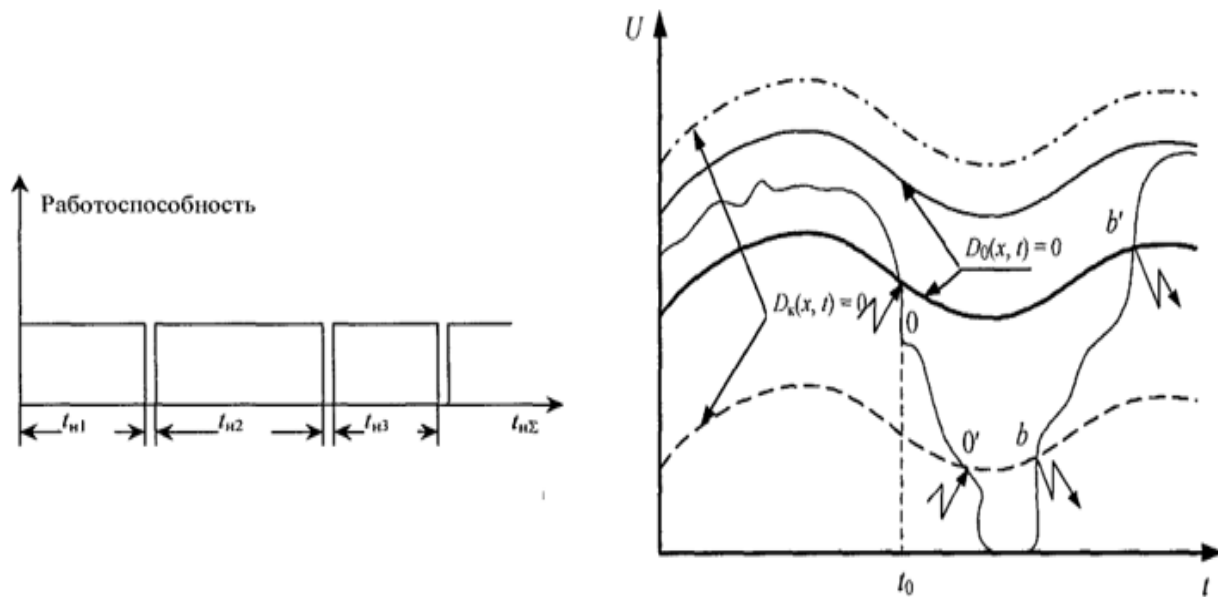 Работоспособность
tн1
tн2
tн3
tнΣ
U
D₀(x, t) = 0
b'
Dк(x, t) = 0
0
0'
b
t₀
t